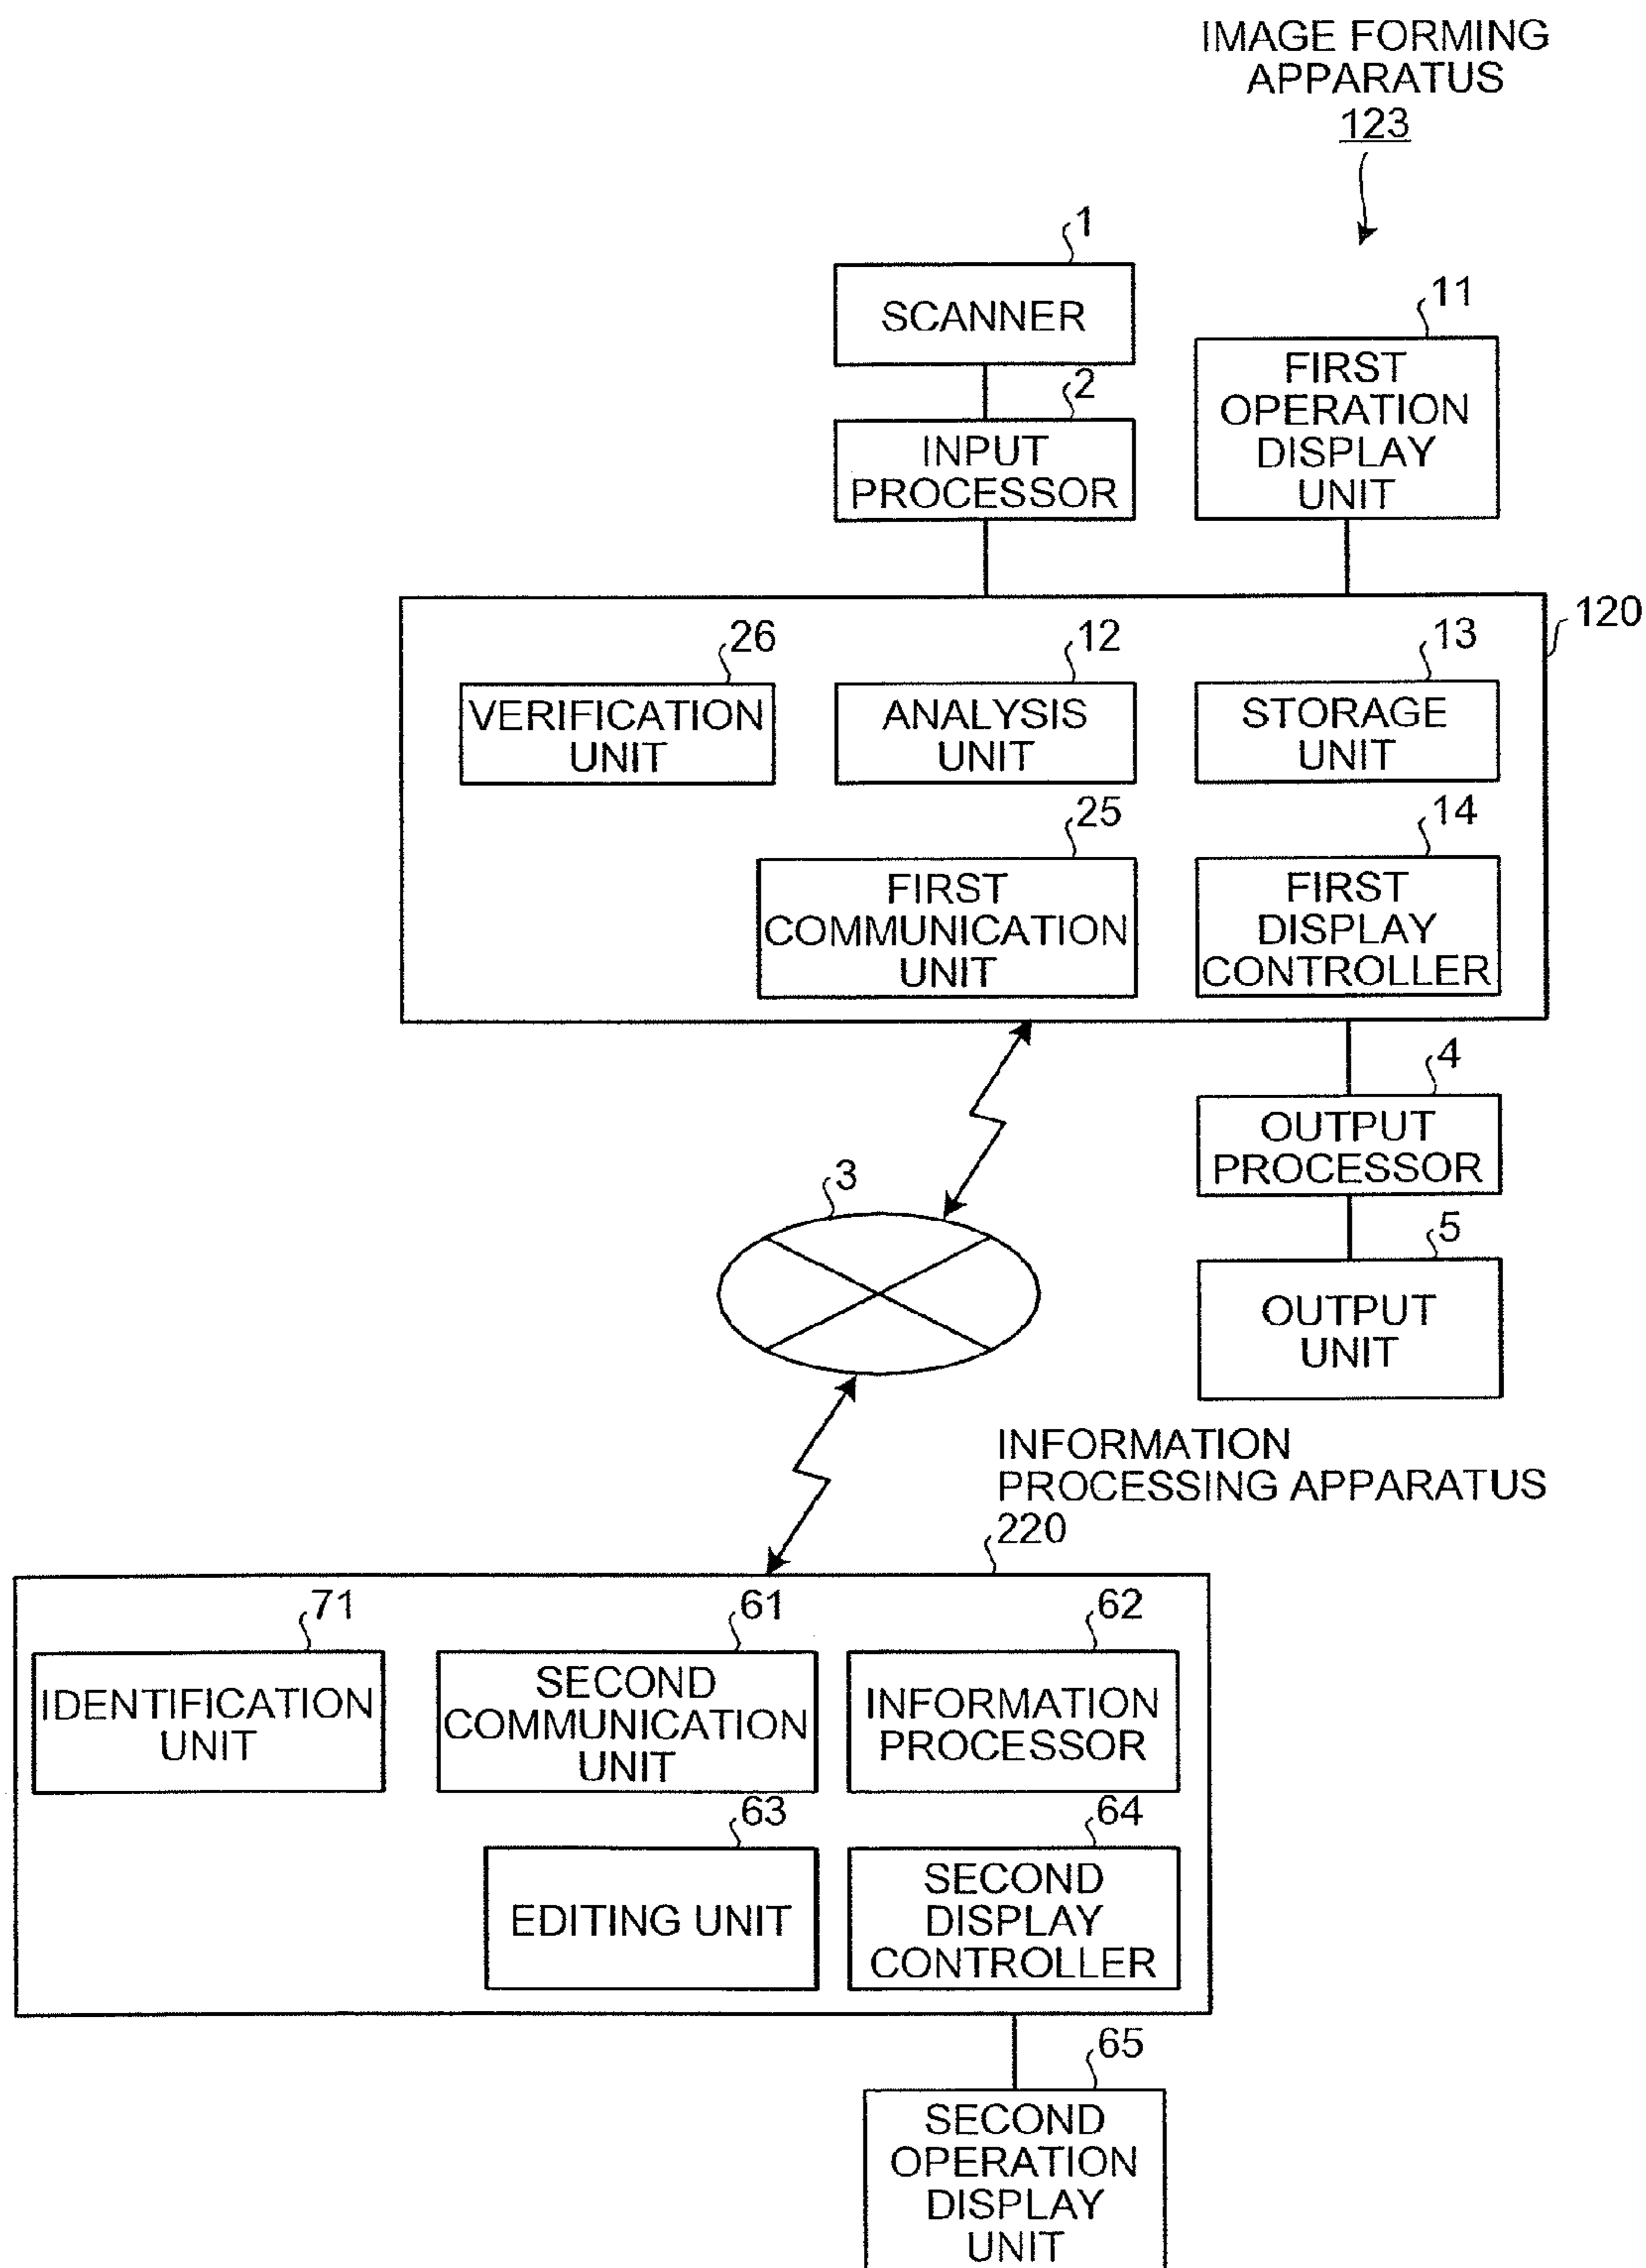 IMAGE FORMING
APPARATUS
123
1
SCANNER
11
FIRST
OPERATION
DISPLAY
UNIT
2
INPUT
PROCESSOR
120
26
VERIFICATION
UNIT
12
ANALYSIS
UNIT
13
STORAGE
UNIT
25
FIRST
COMMUNICATION
UNIT
14
FIRST
DISPLAY
CONTROLLER
4
OUTPUT
PROCESSOR
3
5
OUTPUT
UNIT
INFORMATION
PROCESSING APPARATUS
220
71
IDENTIFICATION
UNIT
61
SECOND
COMMUNICATION
UNIT
62
INFORMATION
PROCESSOR
63
EDITING UNIT
64
SECOND
DISPLAY
CONTROLLER
65
SECOND
OPERATION
DISPLAY
UNIT